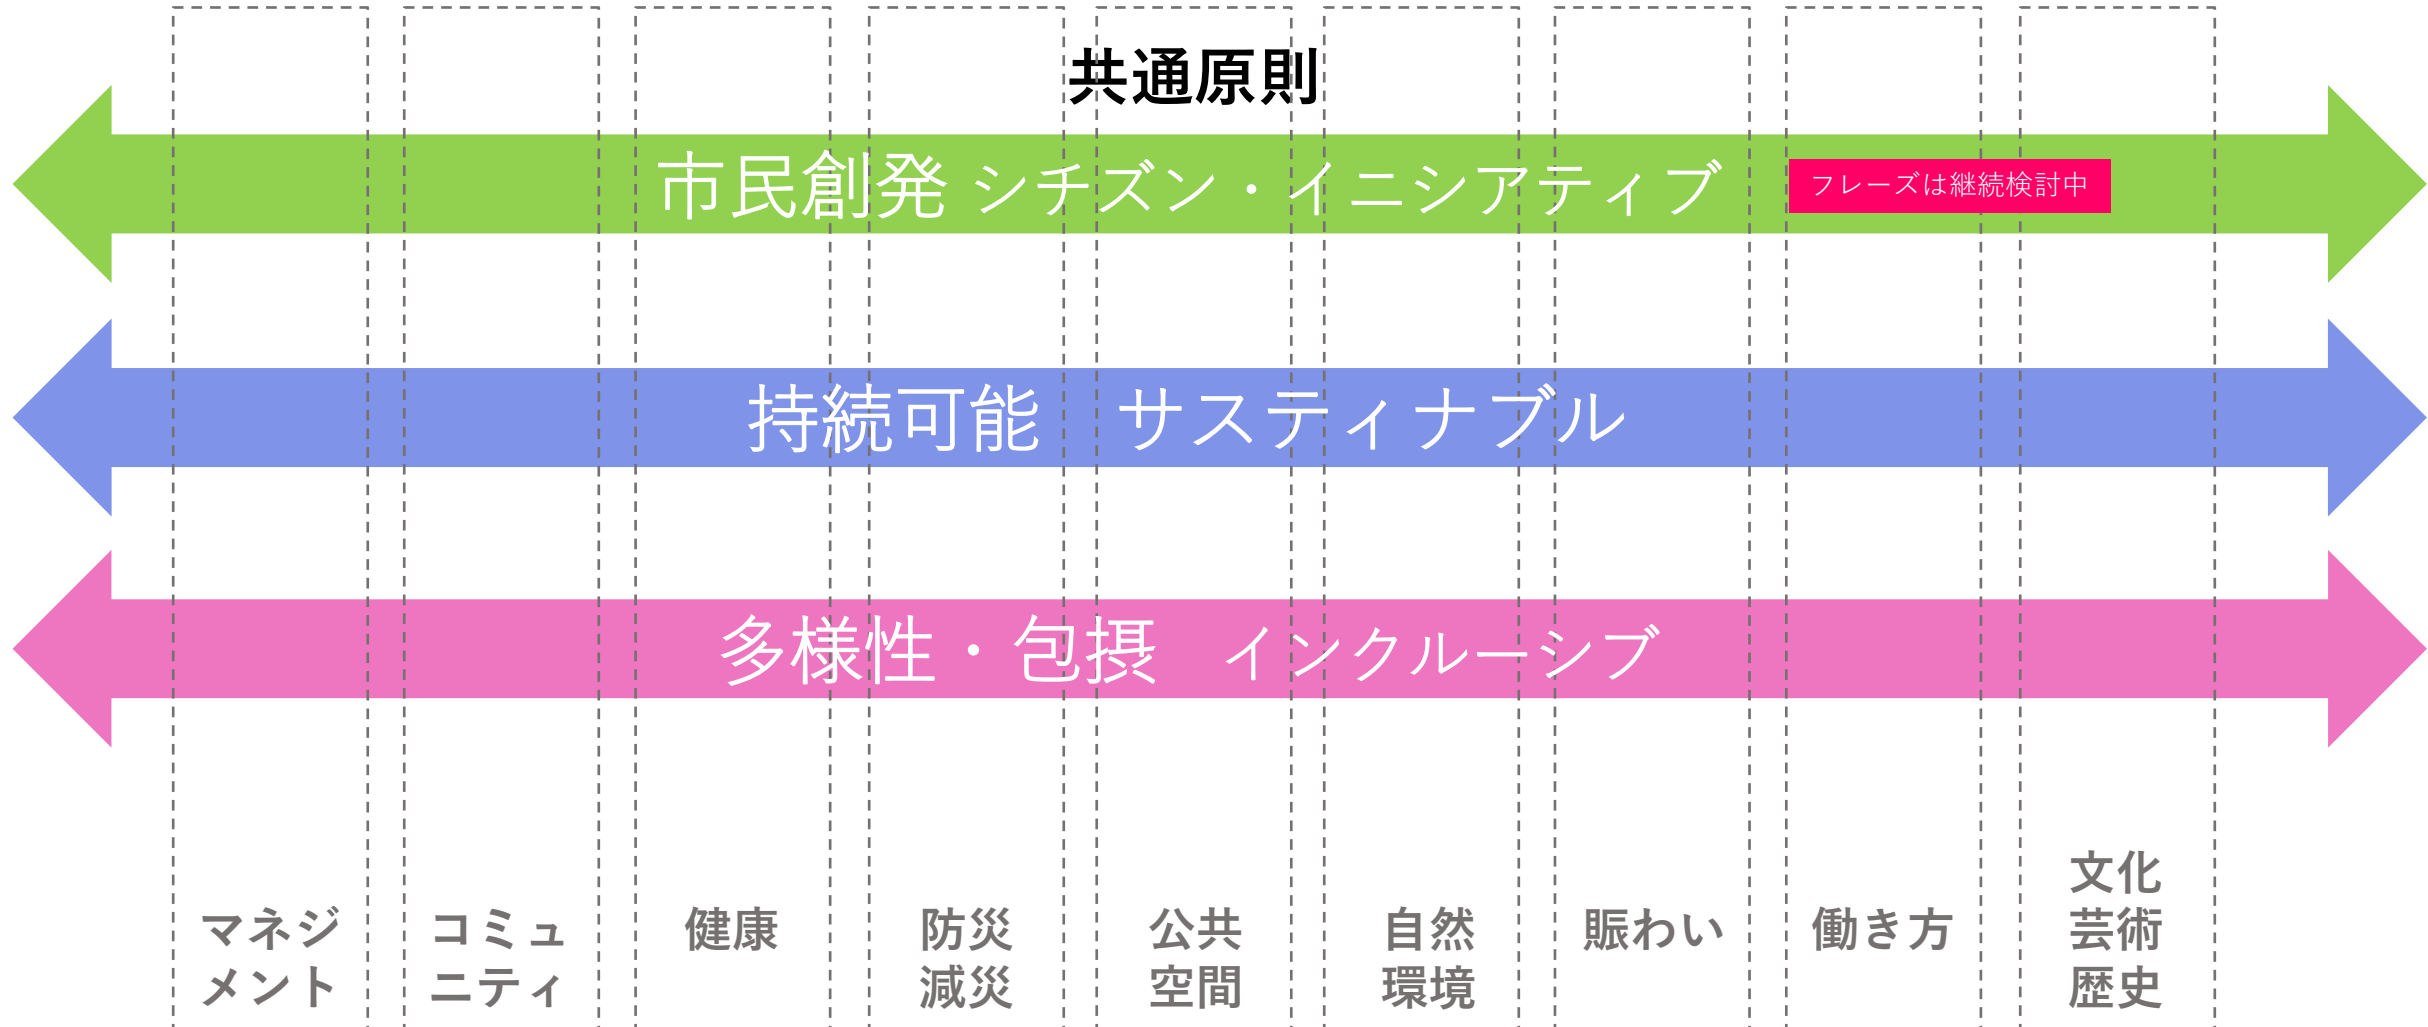 共通原則
市民創発 シチズン・イニシアティブ
フレーズは継続検討中
持続可能　サスティナブル
多様性・包摂　インクルーシブ
マネジ
メント
コミュ
ニティ
健康
防災
減災
公共
空間
自然
環境
賑わい
働き方
文化
芸術
歴史